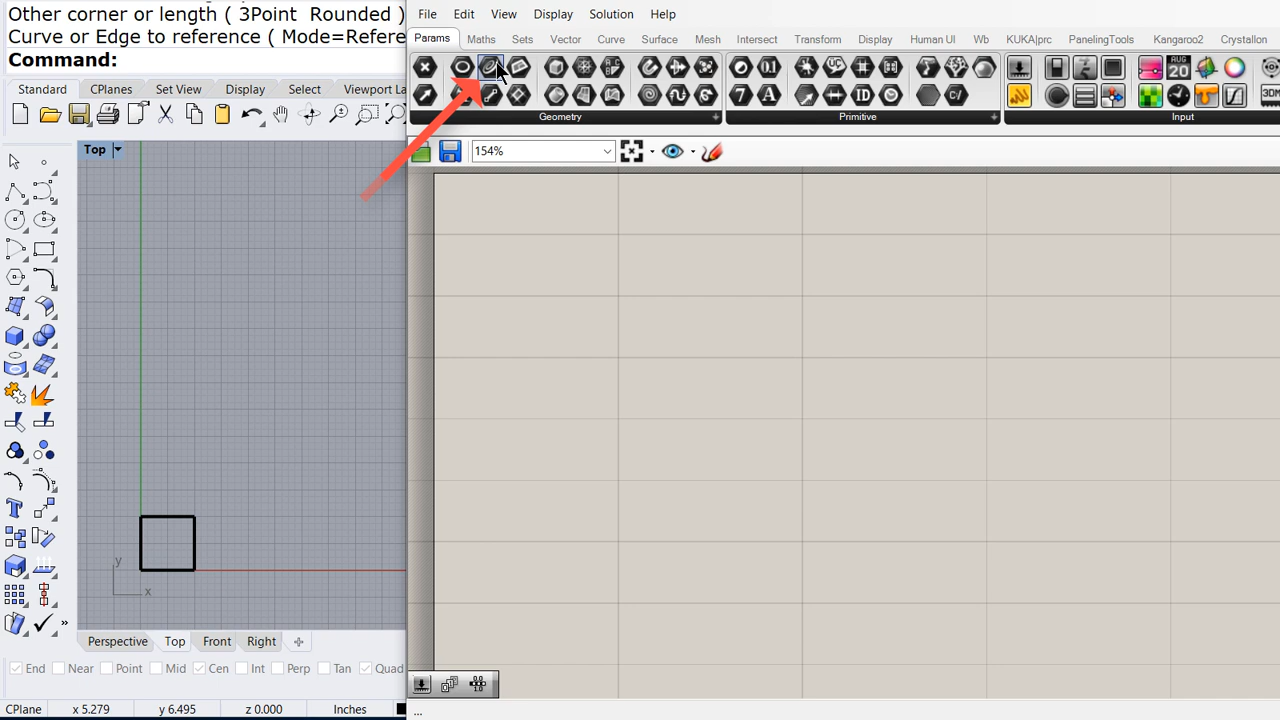 Other corner or length ( 3Point  Rounded )
Curve or Edge to reference ( Mode=Refere
Command:
Standard CPlanes Set View Display Select Viewport La
Top
y
x
Perspective Top Front Right
End Near Point Mid Cen Int Perp Tan Quad
CPlane x 5.279 y 6.495 z 0.000 Inches
File Edit View Display Solution Help
Params Maths Sets Vector Curve Surface Mesh Intersect Transform Display Human UI Wb KUKA|prc PanelingTools Kangaroo2 Crystallon
Geometry Primitive Input
154%
...